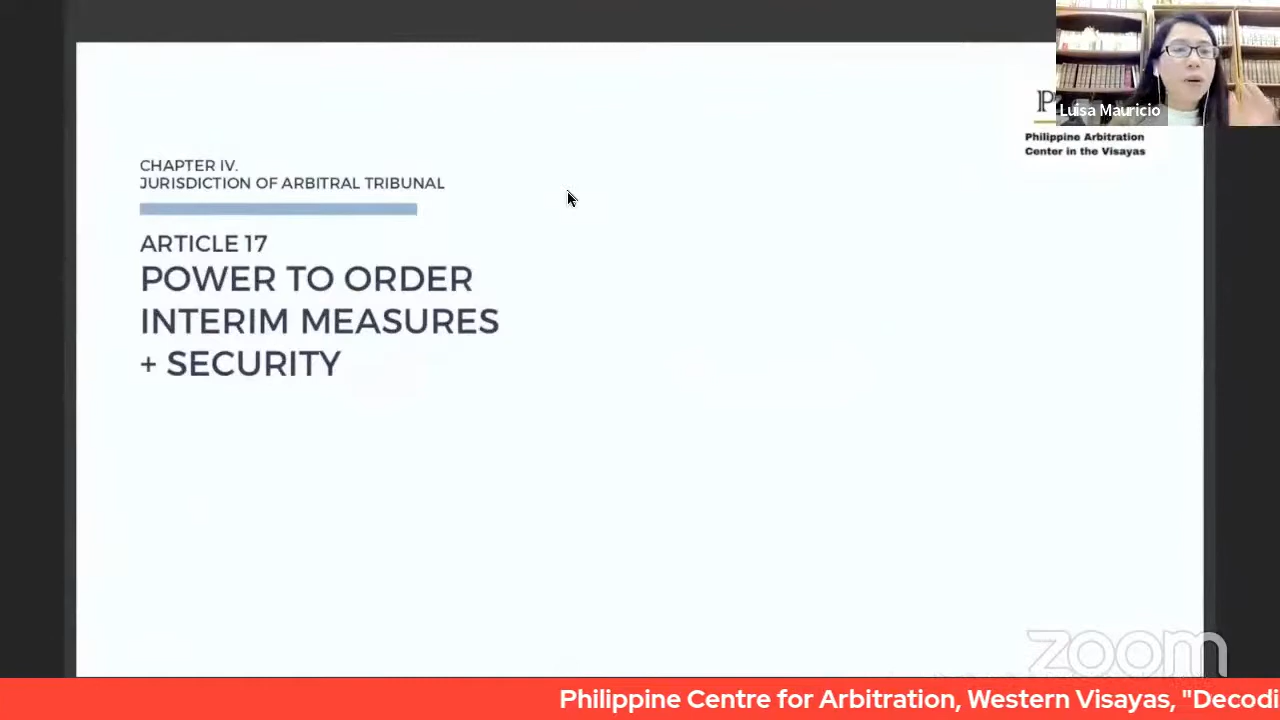 CHAPTER IV.
JURISDICTION OF ARBITRAL TRIBUNAL
ARTICLE 17
POWER TO ORDER
INTERIM MEASURES
+ SECURITY
Luisa Mauricio
Philippine Arbitration
Center in the Visayas
zoom
Philippine Centre for Arbitration, Western Visayas, "Decodi